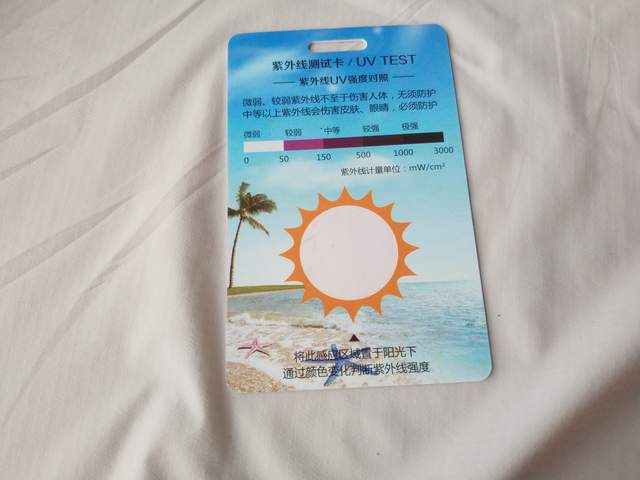 紫外线测试卡 / UV TEST
紫外线UV强度对照
微弱、较弱紫外线不至于伤害人体，无须防护
中等以上紫外线会伤害皮肤、眼睛，必须防护
微弱 较弱 中等 较强 极强
0 50 150 500 1000 3000
紫外线计量单位：mW/cm²
将此感应区域置于阳光下
通过颜色变化判断紫外线强度